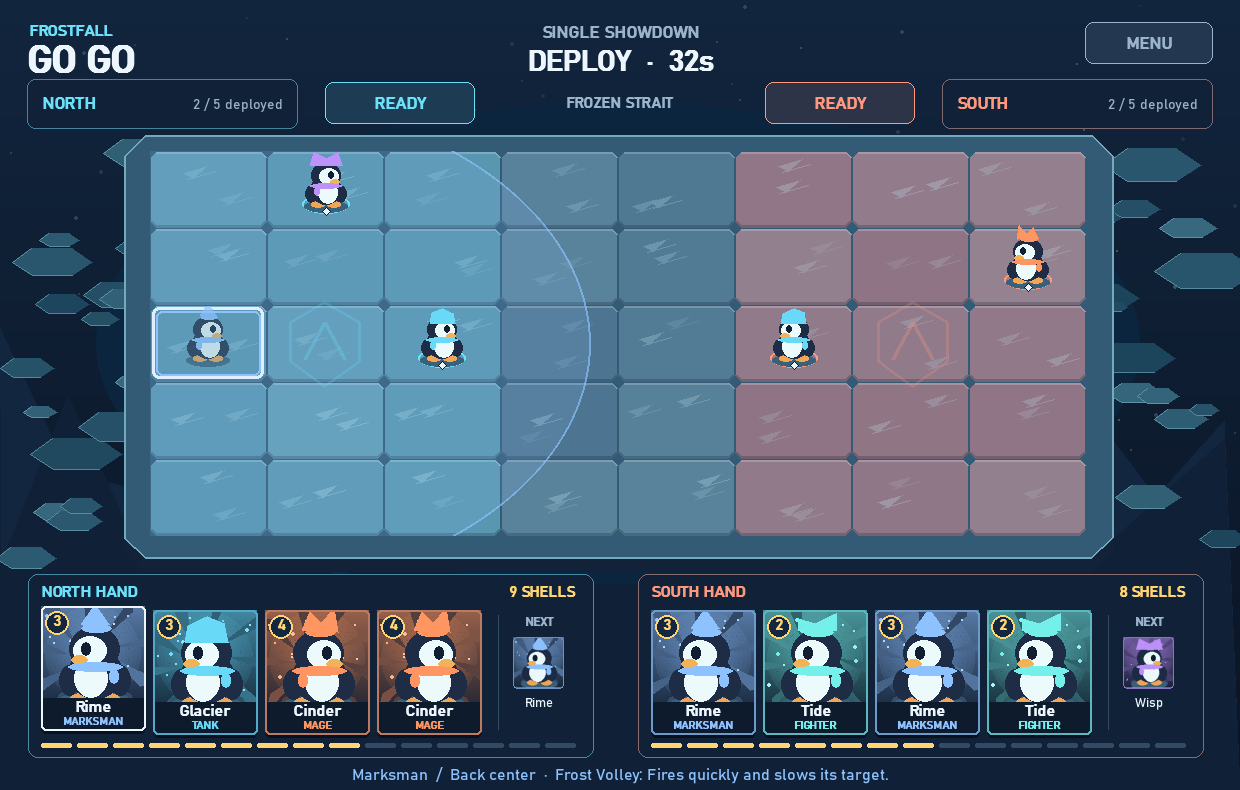 FROSTFALL
GO GO
SINGLE SHOWDOWN
DEPLOY · 32s
MENU
NORTH
2 / 5 deployed
READY
FROZEN STRAIT
READY
SOUTH
2 / 5 deployed
NORTH HAND
9 SHELLS
3
Rime
MARKSMAN
3
Glacier
TANK
4
Cinder
MAGE
4
Cinder
MAGE
NEXT
Rime
SOUTH HAND
8 SHELLS
3
Rime
MARKSMAN
2
Tide
FIGHTER
3
Rime
MARKSMAN
2
Tide
FIGHTER
NEXT
Wisp
Marksman / Back center · Frost Volley: Fires quickly and slows its target.